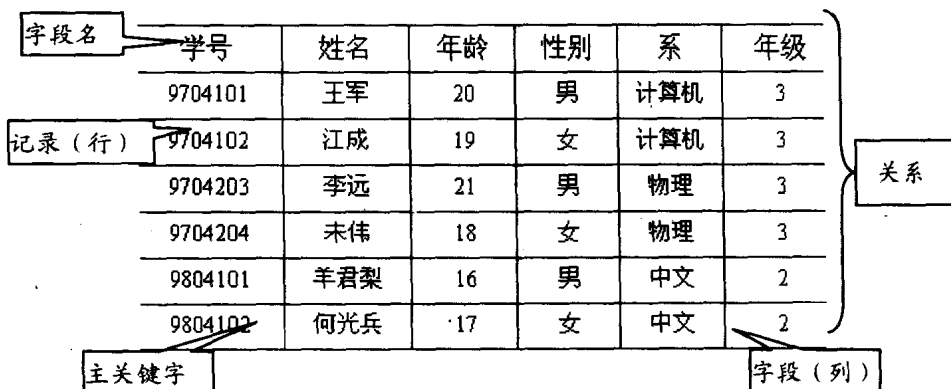 字段名
学号 姓名 年龄 性别 系 年级
9704101 王军 20 男 计算机 3
记录（行）
9704102 江成 19 女 计算机 3
关系
9704203 李远 21 男 物理 3
9704204 未伟 18 女 物理 3
9804101 羊君梨 16 男 中文 2
9804102 何光兵 17 女 中文 2
主关键字
字段（列）